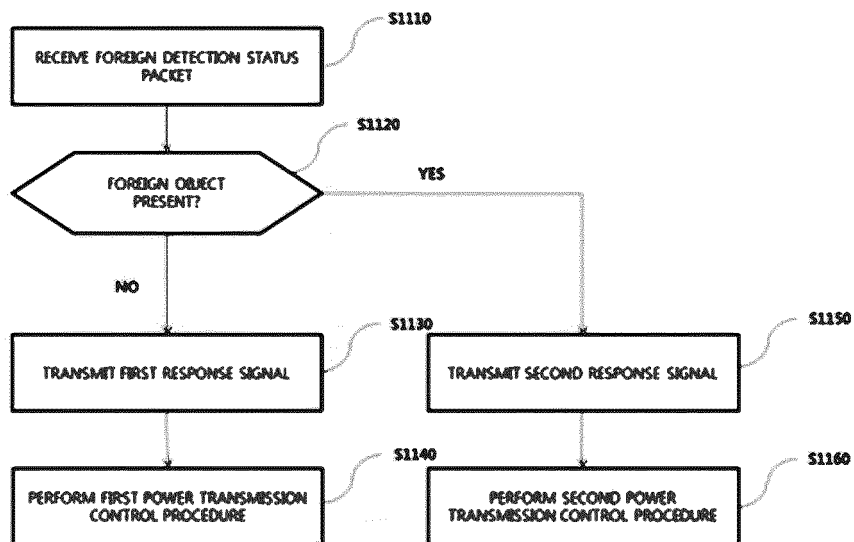 S1110
RECEIVE FOREIGN DETECTION STATUS
PACKET
S1120
FOREIGN OBJECT
PRESENT?
YES
NO
S1130
S1150
TRANSMIT FIRST RESPONSE SIGNAL
TRANSMIT SECOND RESPONSE SIGNAL
S1140
S1160
PERFORM FIRST POWER TRANSMISSION
CONTROL PROCEDURE
PERFORM SECOND POWER
TRANSMISSION CONTROL PROCEDURE